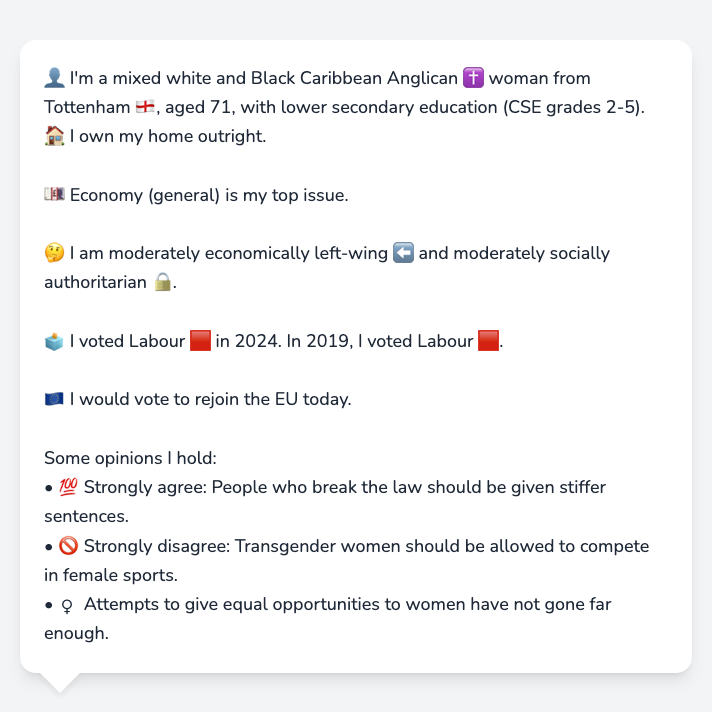 👤 I'm a mixed white and Black Caribbean Anglican ✝️ woman from
Tottenham 🏴󠁧󠁢󠁥󠁮󠁧󠁿, aged 71, with lower secondary education (CSE grades 2-5).
🏠 I own my home outright.
💷 Economy (general) is my top issue.
🤔 I am moderately economically left-wing ⬅️ and moderately socially
authoritarian 🔒.
🗳️ I voted Labour 🟥 in 2024. In 2019, I voted Labour 🟥.
🇪🇺 I would vote to rejoin the EU today.
Some opinions I hold:
• 💯 Strongly agree: People who break the law should be given stiffer
sentences.
• 🚫 Strongly disagree: Transgender women should be allowed to compete
in female sports.
• ♀ Attempts to give equal opportunities to women have not gone far
enough.